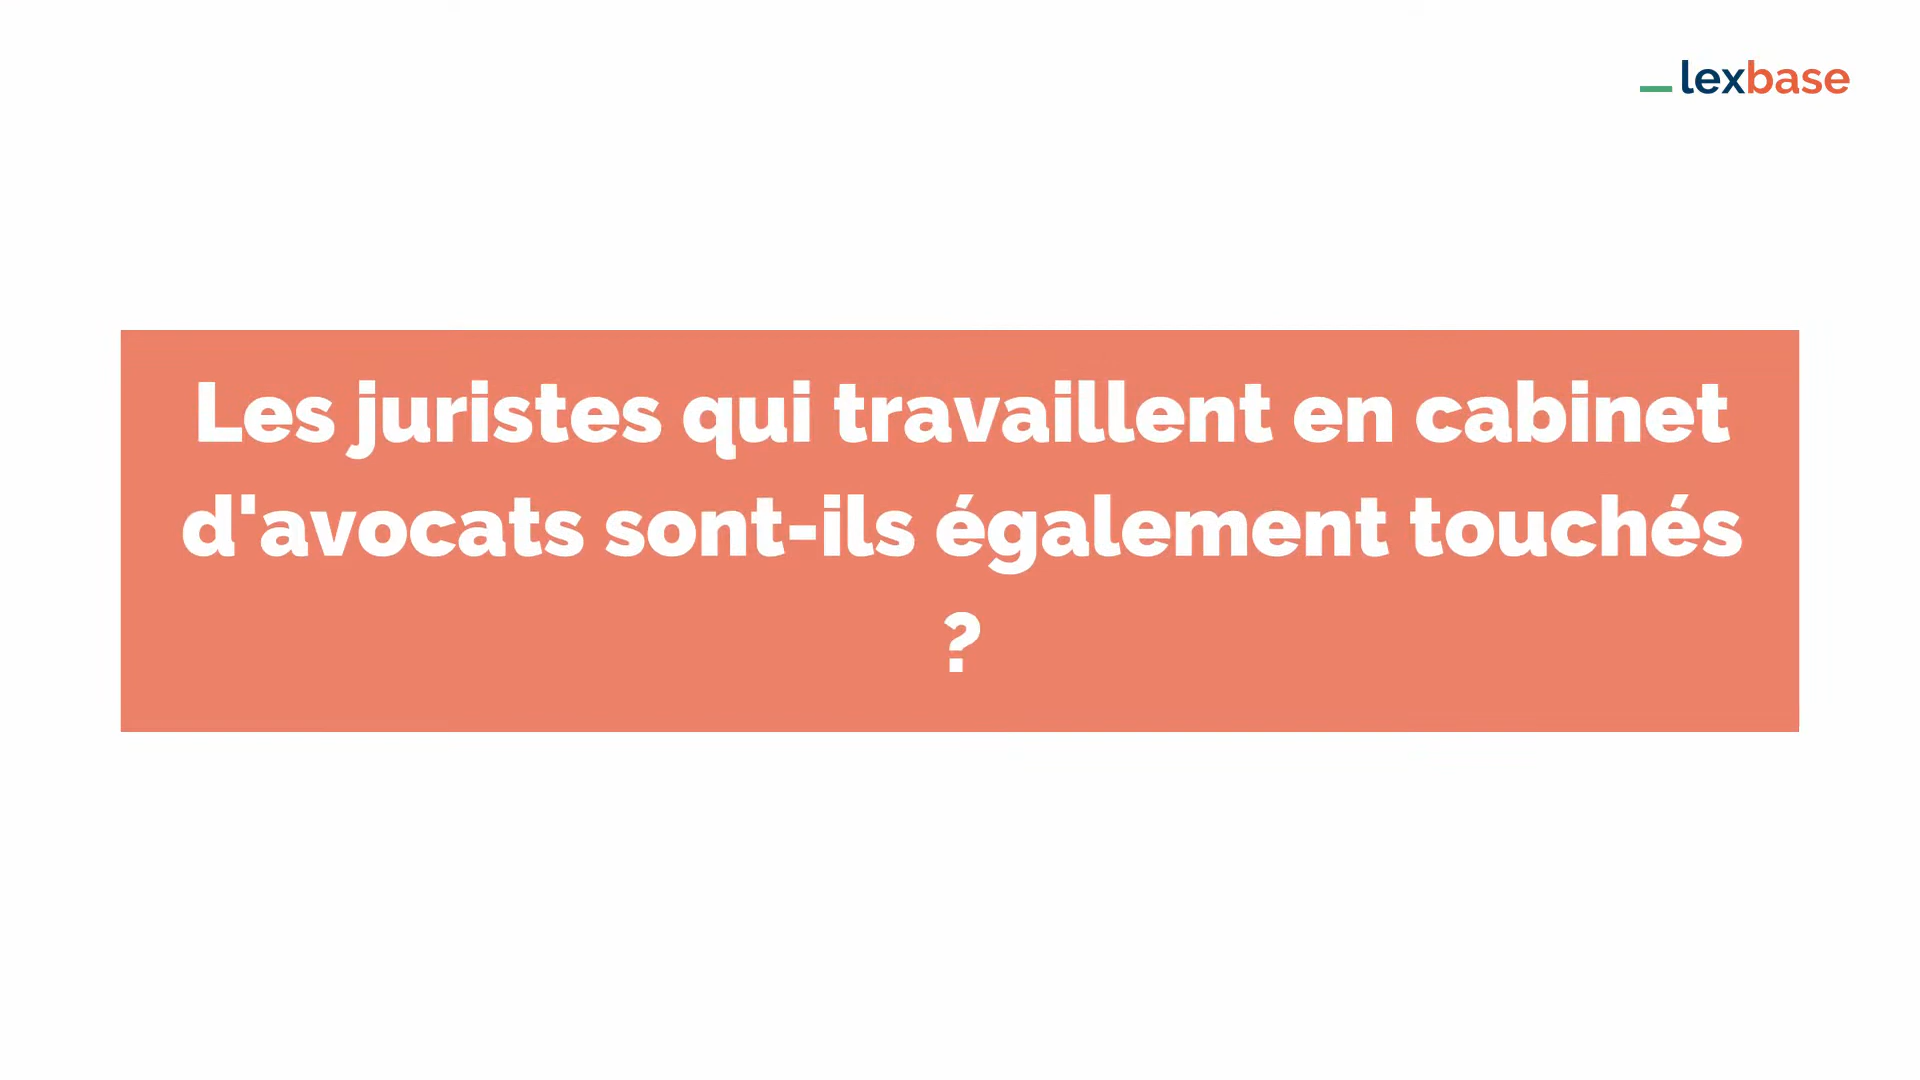 lexbase
Les juristes qui travaillent en cabinet
d'avocats sont-ils également touchés
?